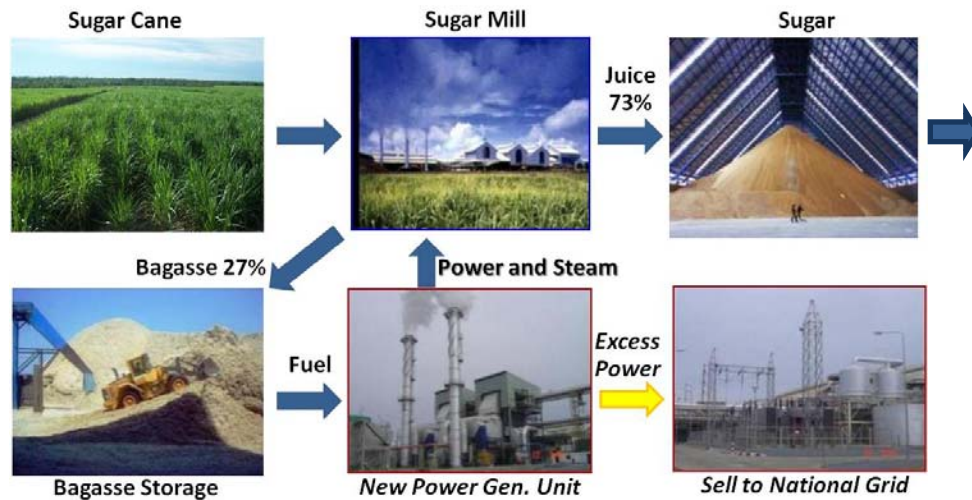 Sugar Cane
Sugar Mill
Sugar
Juice
73%
Bagasse 27%
Power and Steam
Fuel
Excess
Power
Bagasse Storage
New Power Gen. Unit
Sell to National Grid